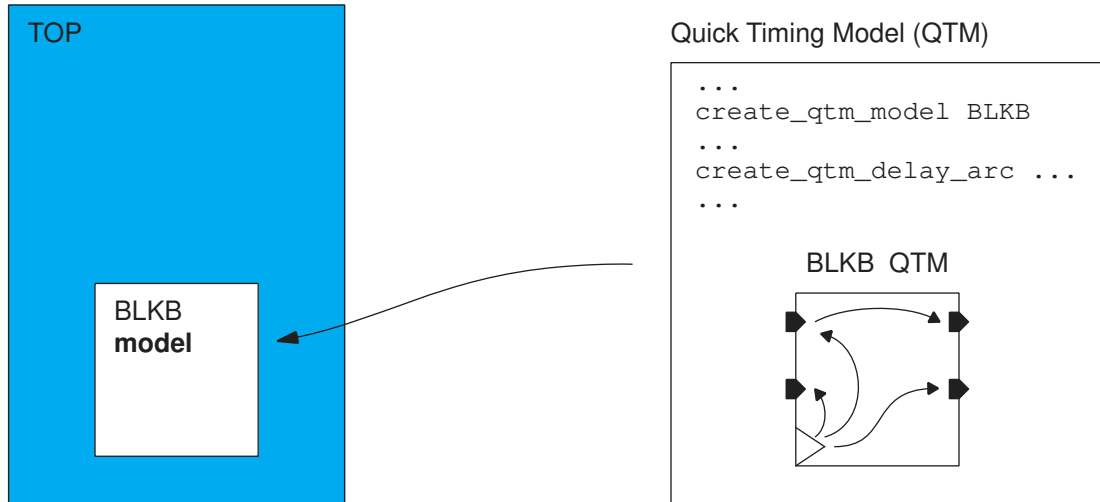 TOP
BLKB
model
Quick Timing Model (QTM)
...
create_qtm_model BLKB
...
create_qtm_delay_arc ...
...
BLKB QTM